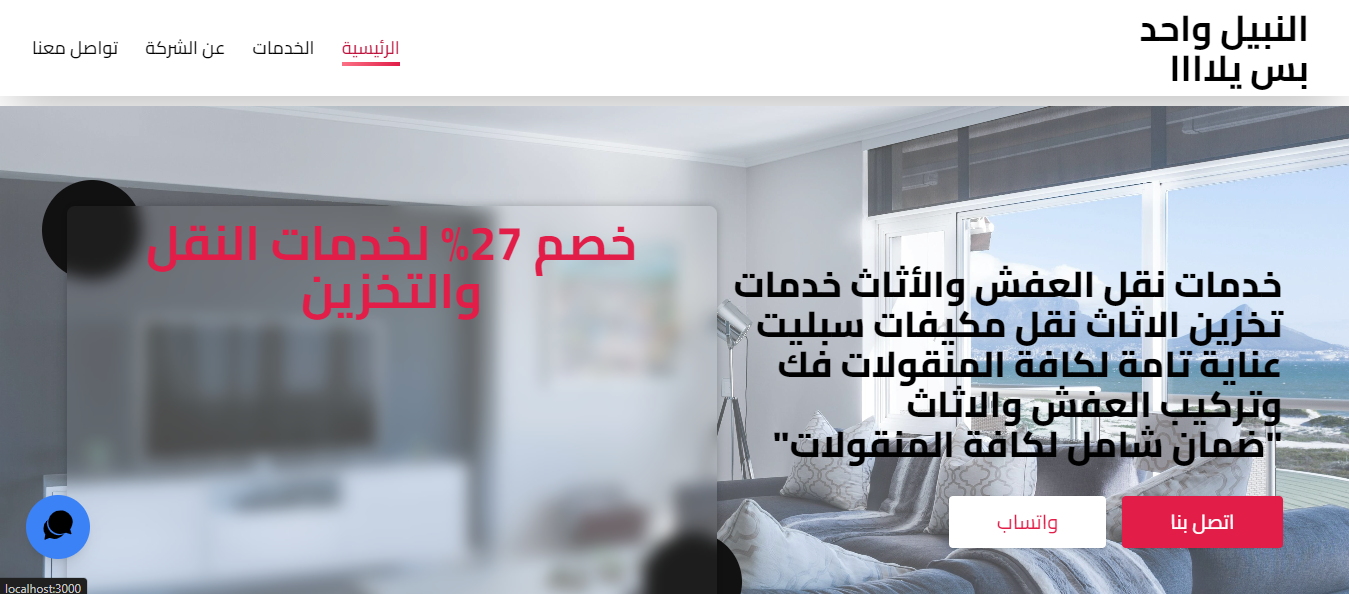 النبيل واحد
بس يلاااا
الرئيسية
الخدمات
عن الشركة
تواصل معنا
خدمات نقل العفش والأثاث خدمات
تخزين الاثاث نقل مكيفات سبليت
عناية تامة لكافة المنقولات فك
وتركيب العفش والاثاث
"ضمان شامل لكافة المنقولات"
اتصل بنا
واتساب
خصم 27% لخدمات النقل
والتخزين
localhost:3000